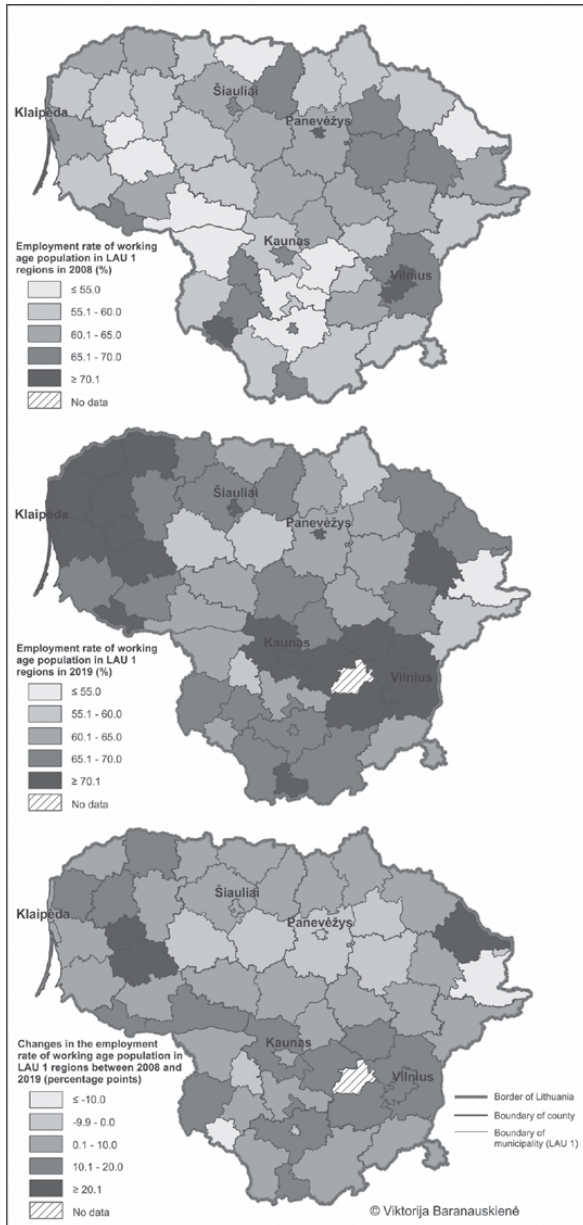 Šiauliai
Klaipėda
Panevėžys
Kaunas
Vilnius
Employment rate of working
age population in LAU 1
regions in 2008 (%)
≤ 55.0
55.1 - 60.0
60.1 - 65.0
65.1 - 70.0
≥ 70.1
No data
Klaipėda
Šiauliai
Panevėžys
Kaunas
Vilnius
Employment rate of working
age population in LAU 1
regions in 2019 (%)
≤ 55.0
55.1 - 60.0
60.1 - 65.0
65.1 - 70.0
≥ 70.1
No data
Šiauliai
Klaipėda
Panevėžys
Kaunas
Vilnius
Changes in the employment
rate of working age population in
LAU 1 regions between 2008 and
2019 (percentage points)
≤ -10.0
-9.9 - 0.0
0.1 - 10.0
10.1 - 20.0
≥ 20.1
No data
Border of Lithuania
Boundary of county
Boundary of
municipality (LAU 1)
© Viktorija Baranauskienė